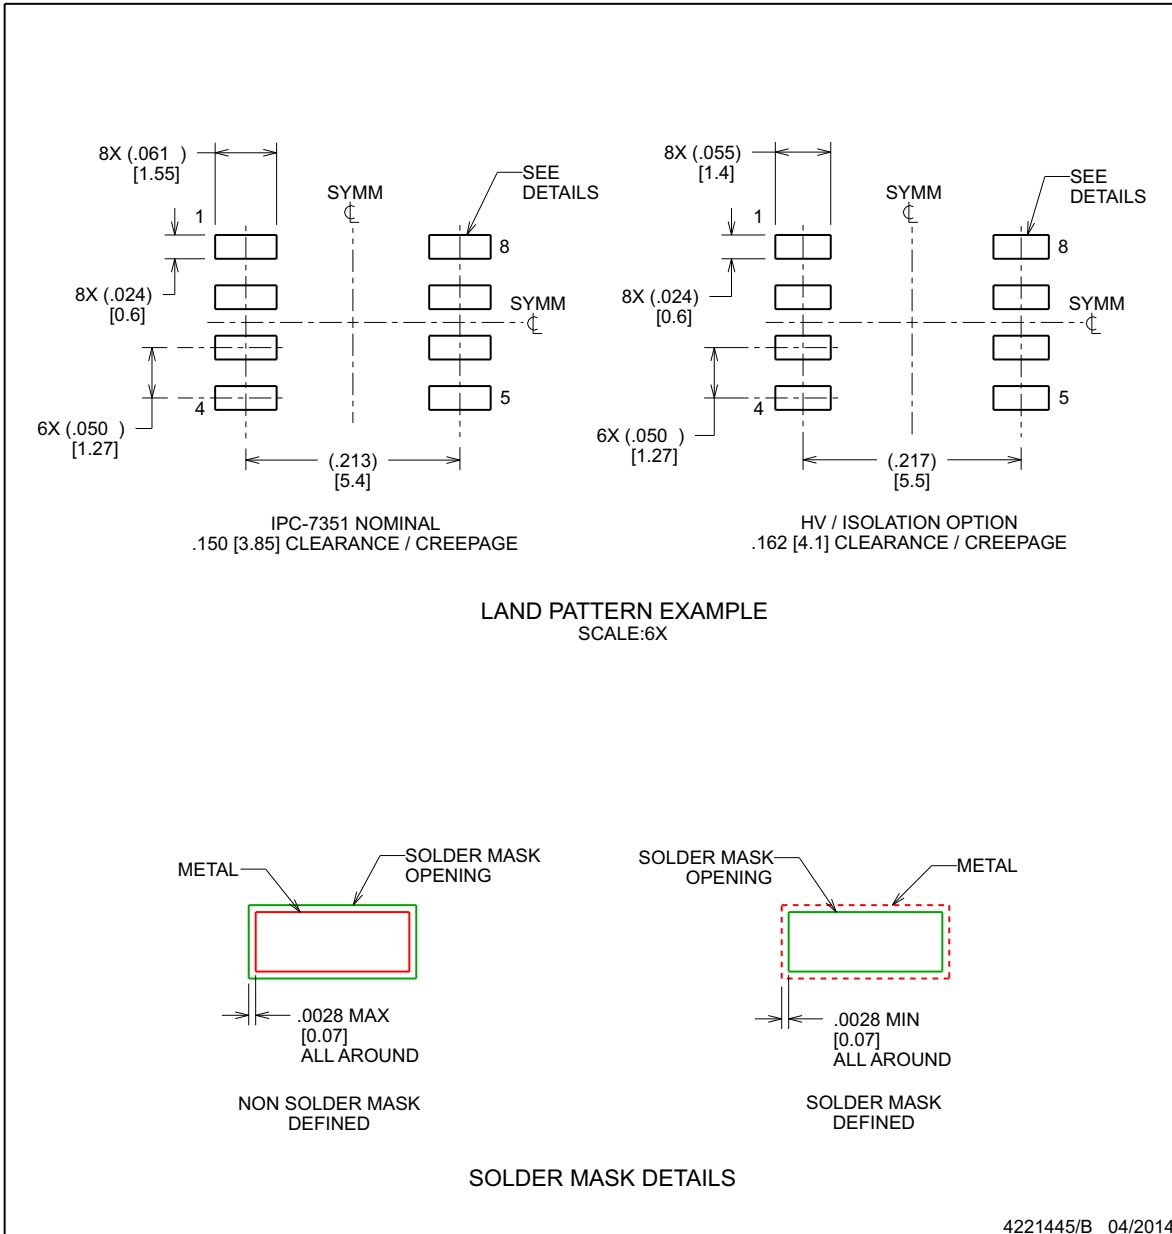 8X (.061 )
[1.55]
SYMM
SEE
DETAILS
1
8
8X (.024)
[0.6]
SYMM
4
5
6X (.050 )
[1.27]
(.213)
[5.4]
IPC-7351 NOMINAL
.150 [3.85] CLEARANCE / CREEPAGE
8X (.055)
[1.4]
SYMM
SEE
DETAILS
1
8
8X (.024)
[0.6]
SYMM
4
5
6X (.050 )
[1.27]
(.217)
[5.5]
HV / ISOLATION OPTION
.162 [4.1] CLEARANCE / CREEPAGE
LAND PATTERN EXAMPLE
SCALE:6X
METAL
SOLDER MASK
OPENING
.0028 MAX
[0.07]
ALL AROUND
NON SOLDER MASK
DEFINED
SOLDER MASK
OPENING
METAL
.0028 MIN
[0.07]
ALL AROUND
SOLDER MASK
DEFINED
SOLDER MASK DETAILS
4221445/B 04/2014